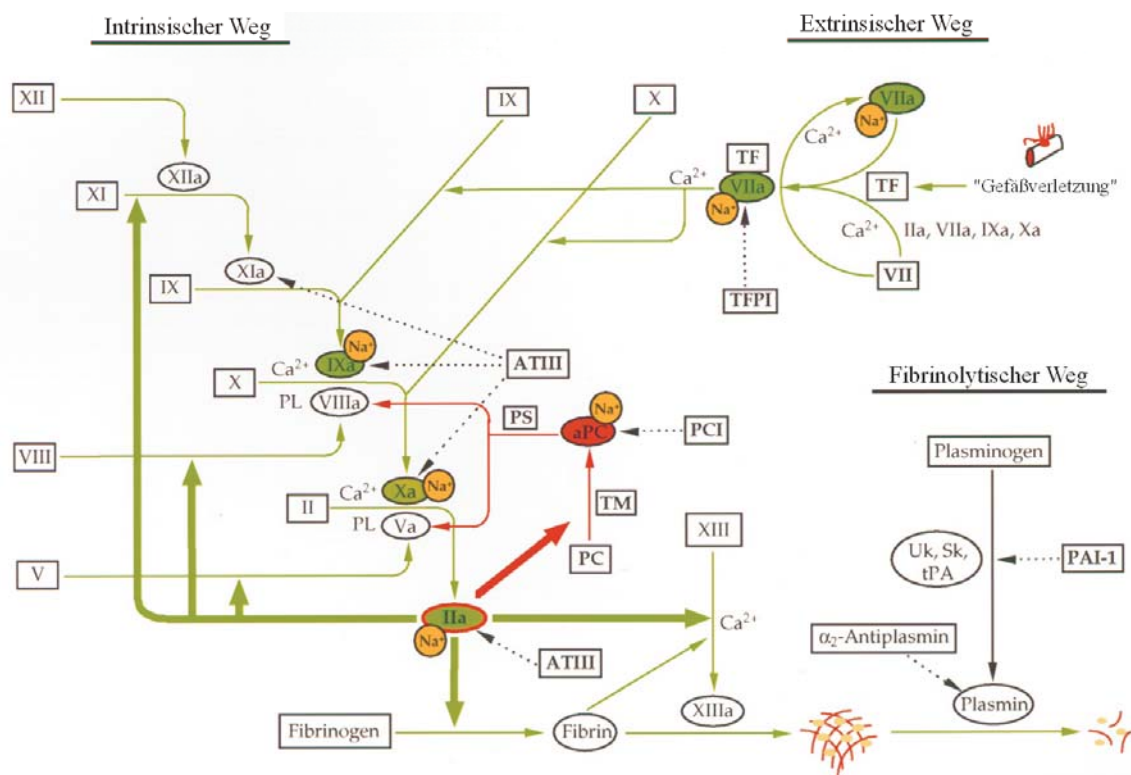 Intrinsischer Weg
Extrinsischer Weg
XII
IX
X
VIIa
Na⁺
Ca²⁺
XIIa
TF
VIIa
Na⁺
Ca²⁺
TF
"Gefäßverletzung"
XI
Ca²⁺
IIa, VIIa, IXa, Xa
VII
XIa
IX
TFPI
Na⁺
Ca²⁺
IXa
ATIII
X
PL
VIIIa
Fibrinolytischer Weg
PS
Na⁺
aPC
PCI
VIII
Plasminogen
Ca²⁺
Xa
Na⁺
II
TM
PL
Va
PC
XIII
Uk, Sk,
tPA
PAI-1
V
IIa
Na⁺
Ca²⁺
α₂-Antiplasmin
ATIII
Plasmin
XIIIa
Fibrinogen
Fibrin